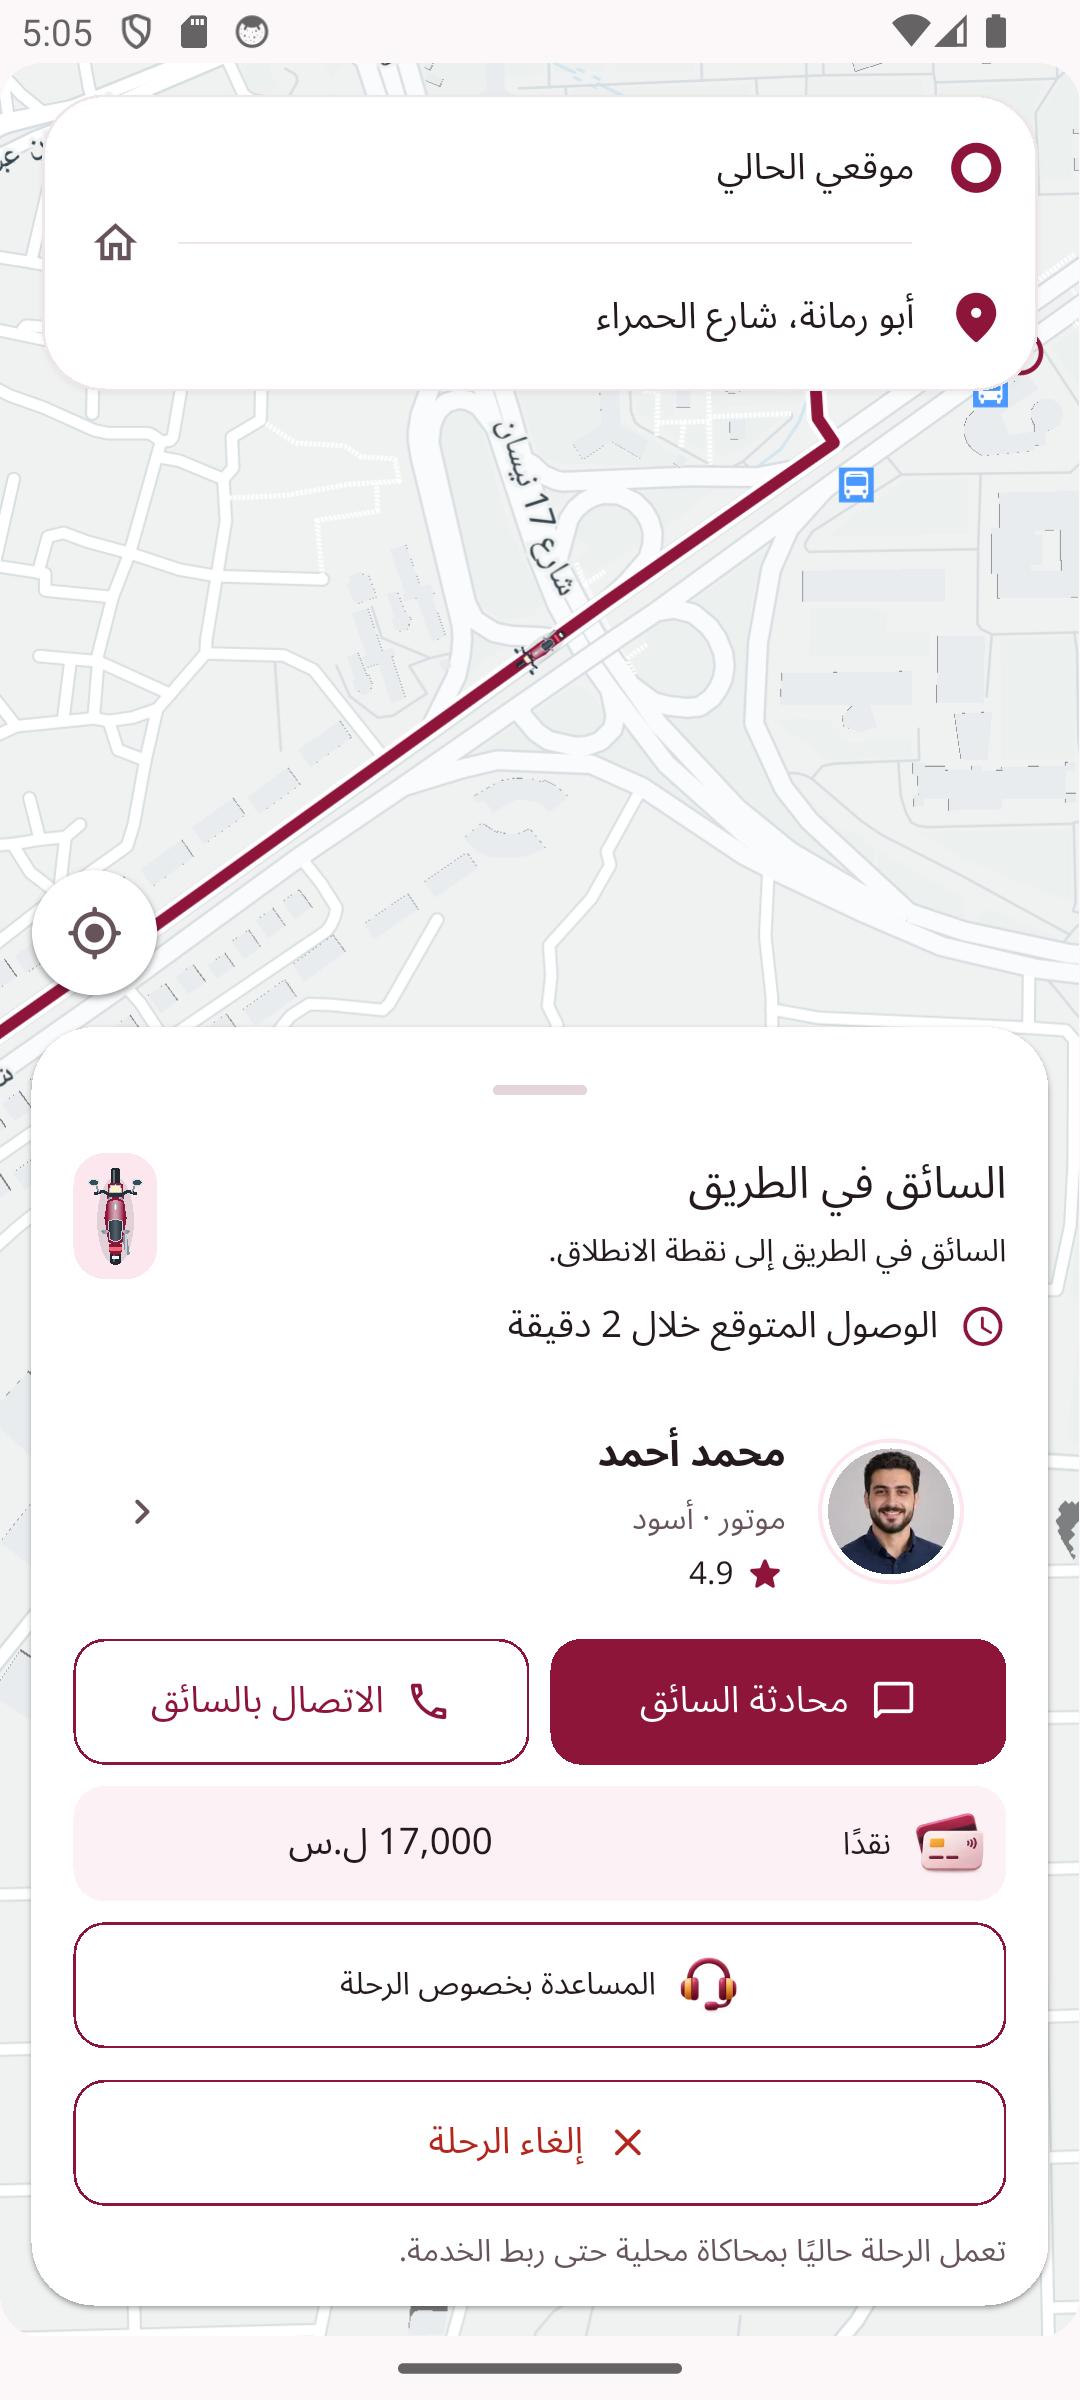 5:05
موقعي الحالي
أبو رمانة، شارع الحمراء
شارع 17 نيسان
السائق في الطريق
السائق في الطريق إلى نقطة الانطلاق.
الوصول المتوقع خلال 2 دقيقة
محمد أحمد
موتور · أسود
4.9
محادثة السائق
الاتصال بالسائق
نقدًا
17,000 ل.س
المساعدة بخصوص الرحلة
إلغاء الرحلة
تعمل الرحلة حاليًا بمحاكاة محلية حتى ربط الخدمة.